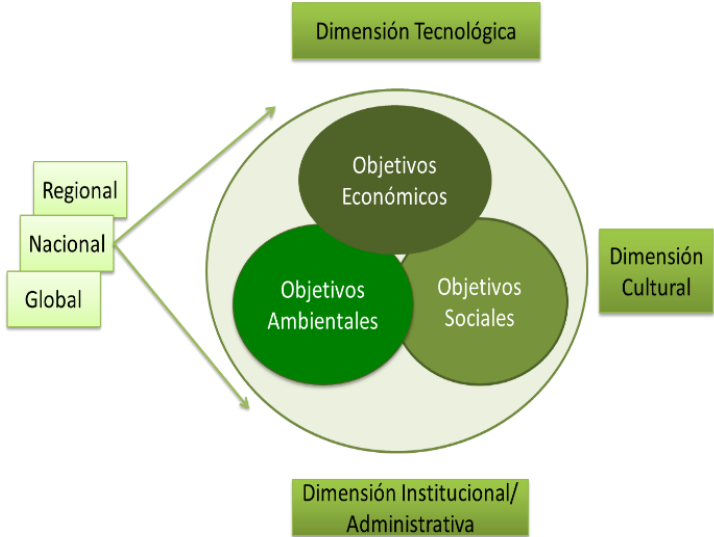 Dimensión Tecnológica
Objetivos
Económicos
Regional
Nacional
Global
Objetivos
Ambientales
Objetivos
Sociales
Dimensión
Cultural
Dimensión Institucional/
Administrativa